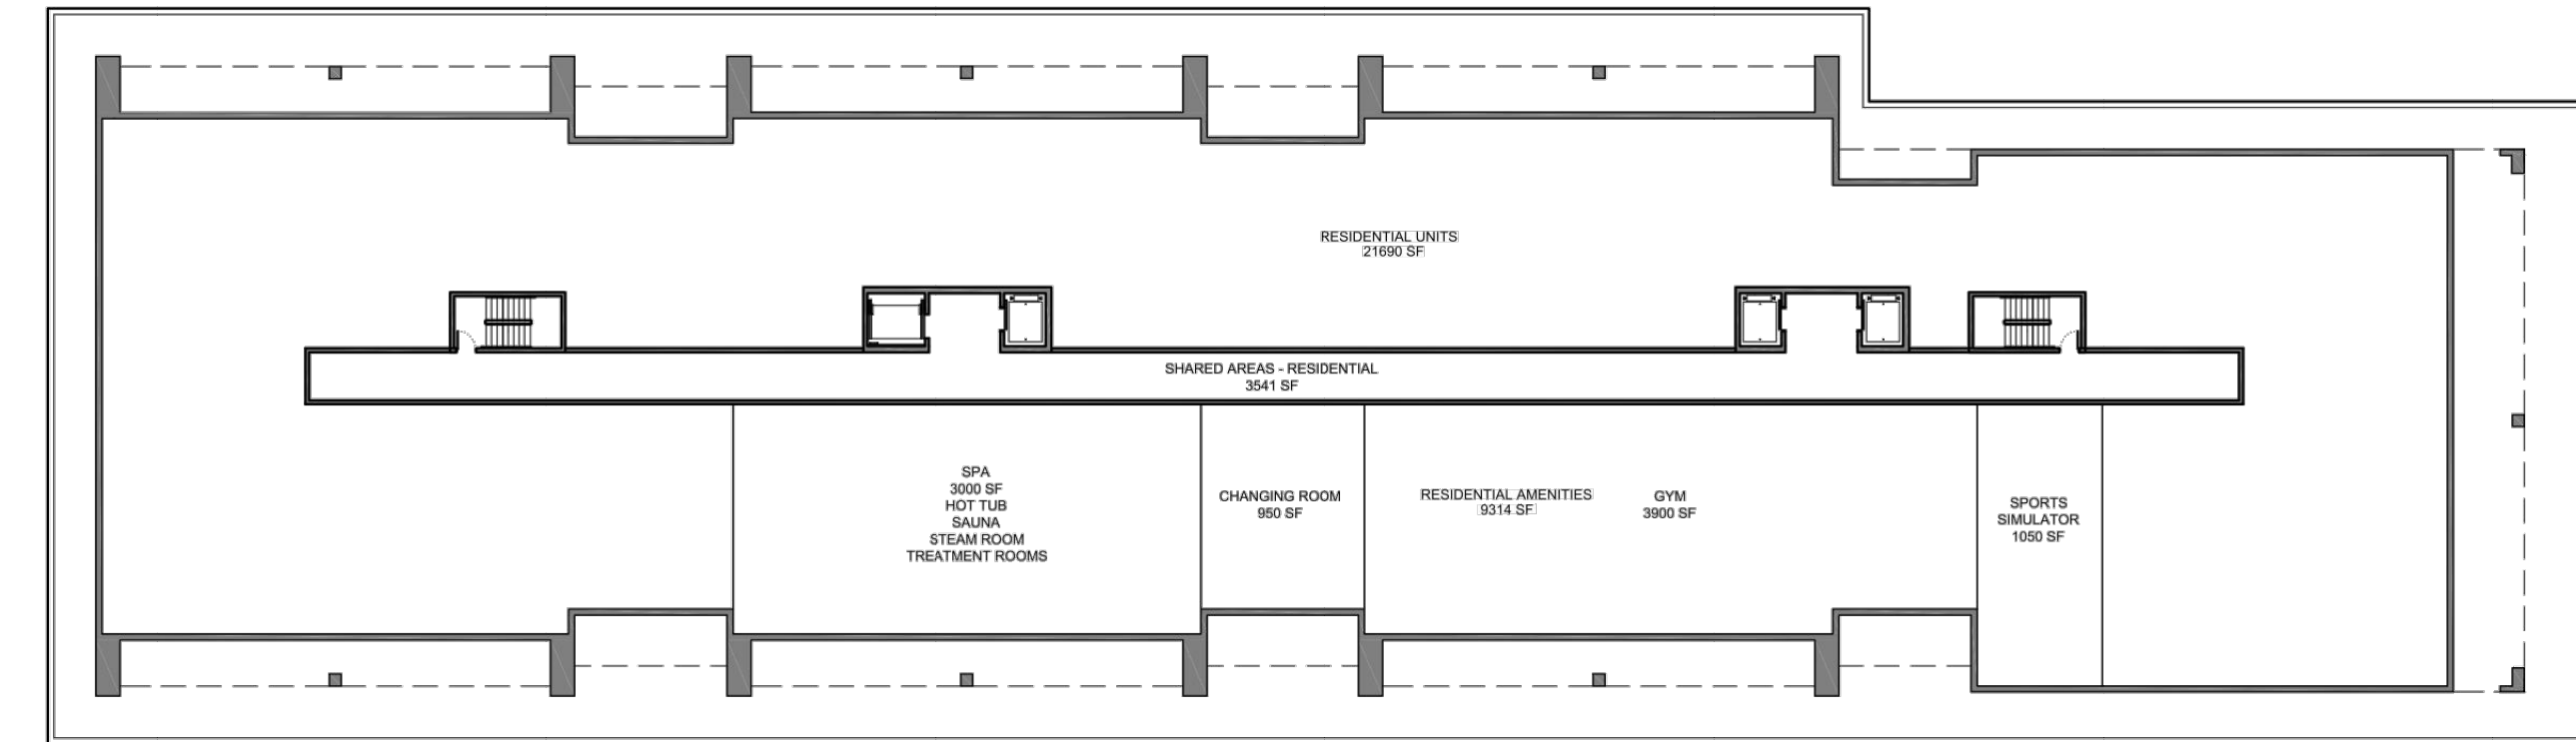 RESIDENTIAL UNITS
21690 SF
SHARED AREAS - RESIDENTIAL
3541 SF
SPA
3000 SF
HOT TUB
SAUNA
STEAM ROOM
TREATMENT ROOMS
CHANGING ROOM
950 SF
RESIDENTIAL AMENITIES
9314 SF
GYM
3900 SF
SPORTS
SIMULATOR
1050 SF